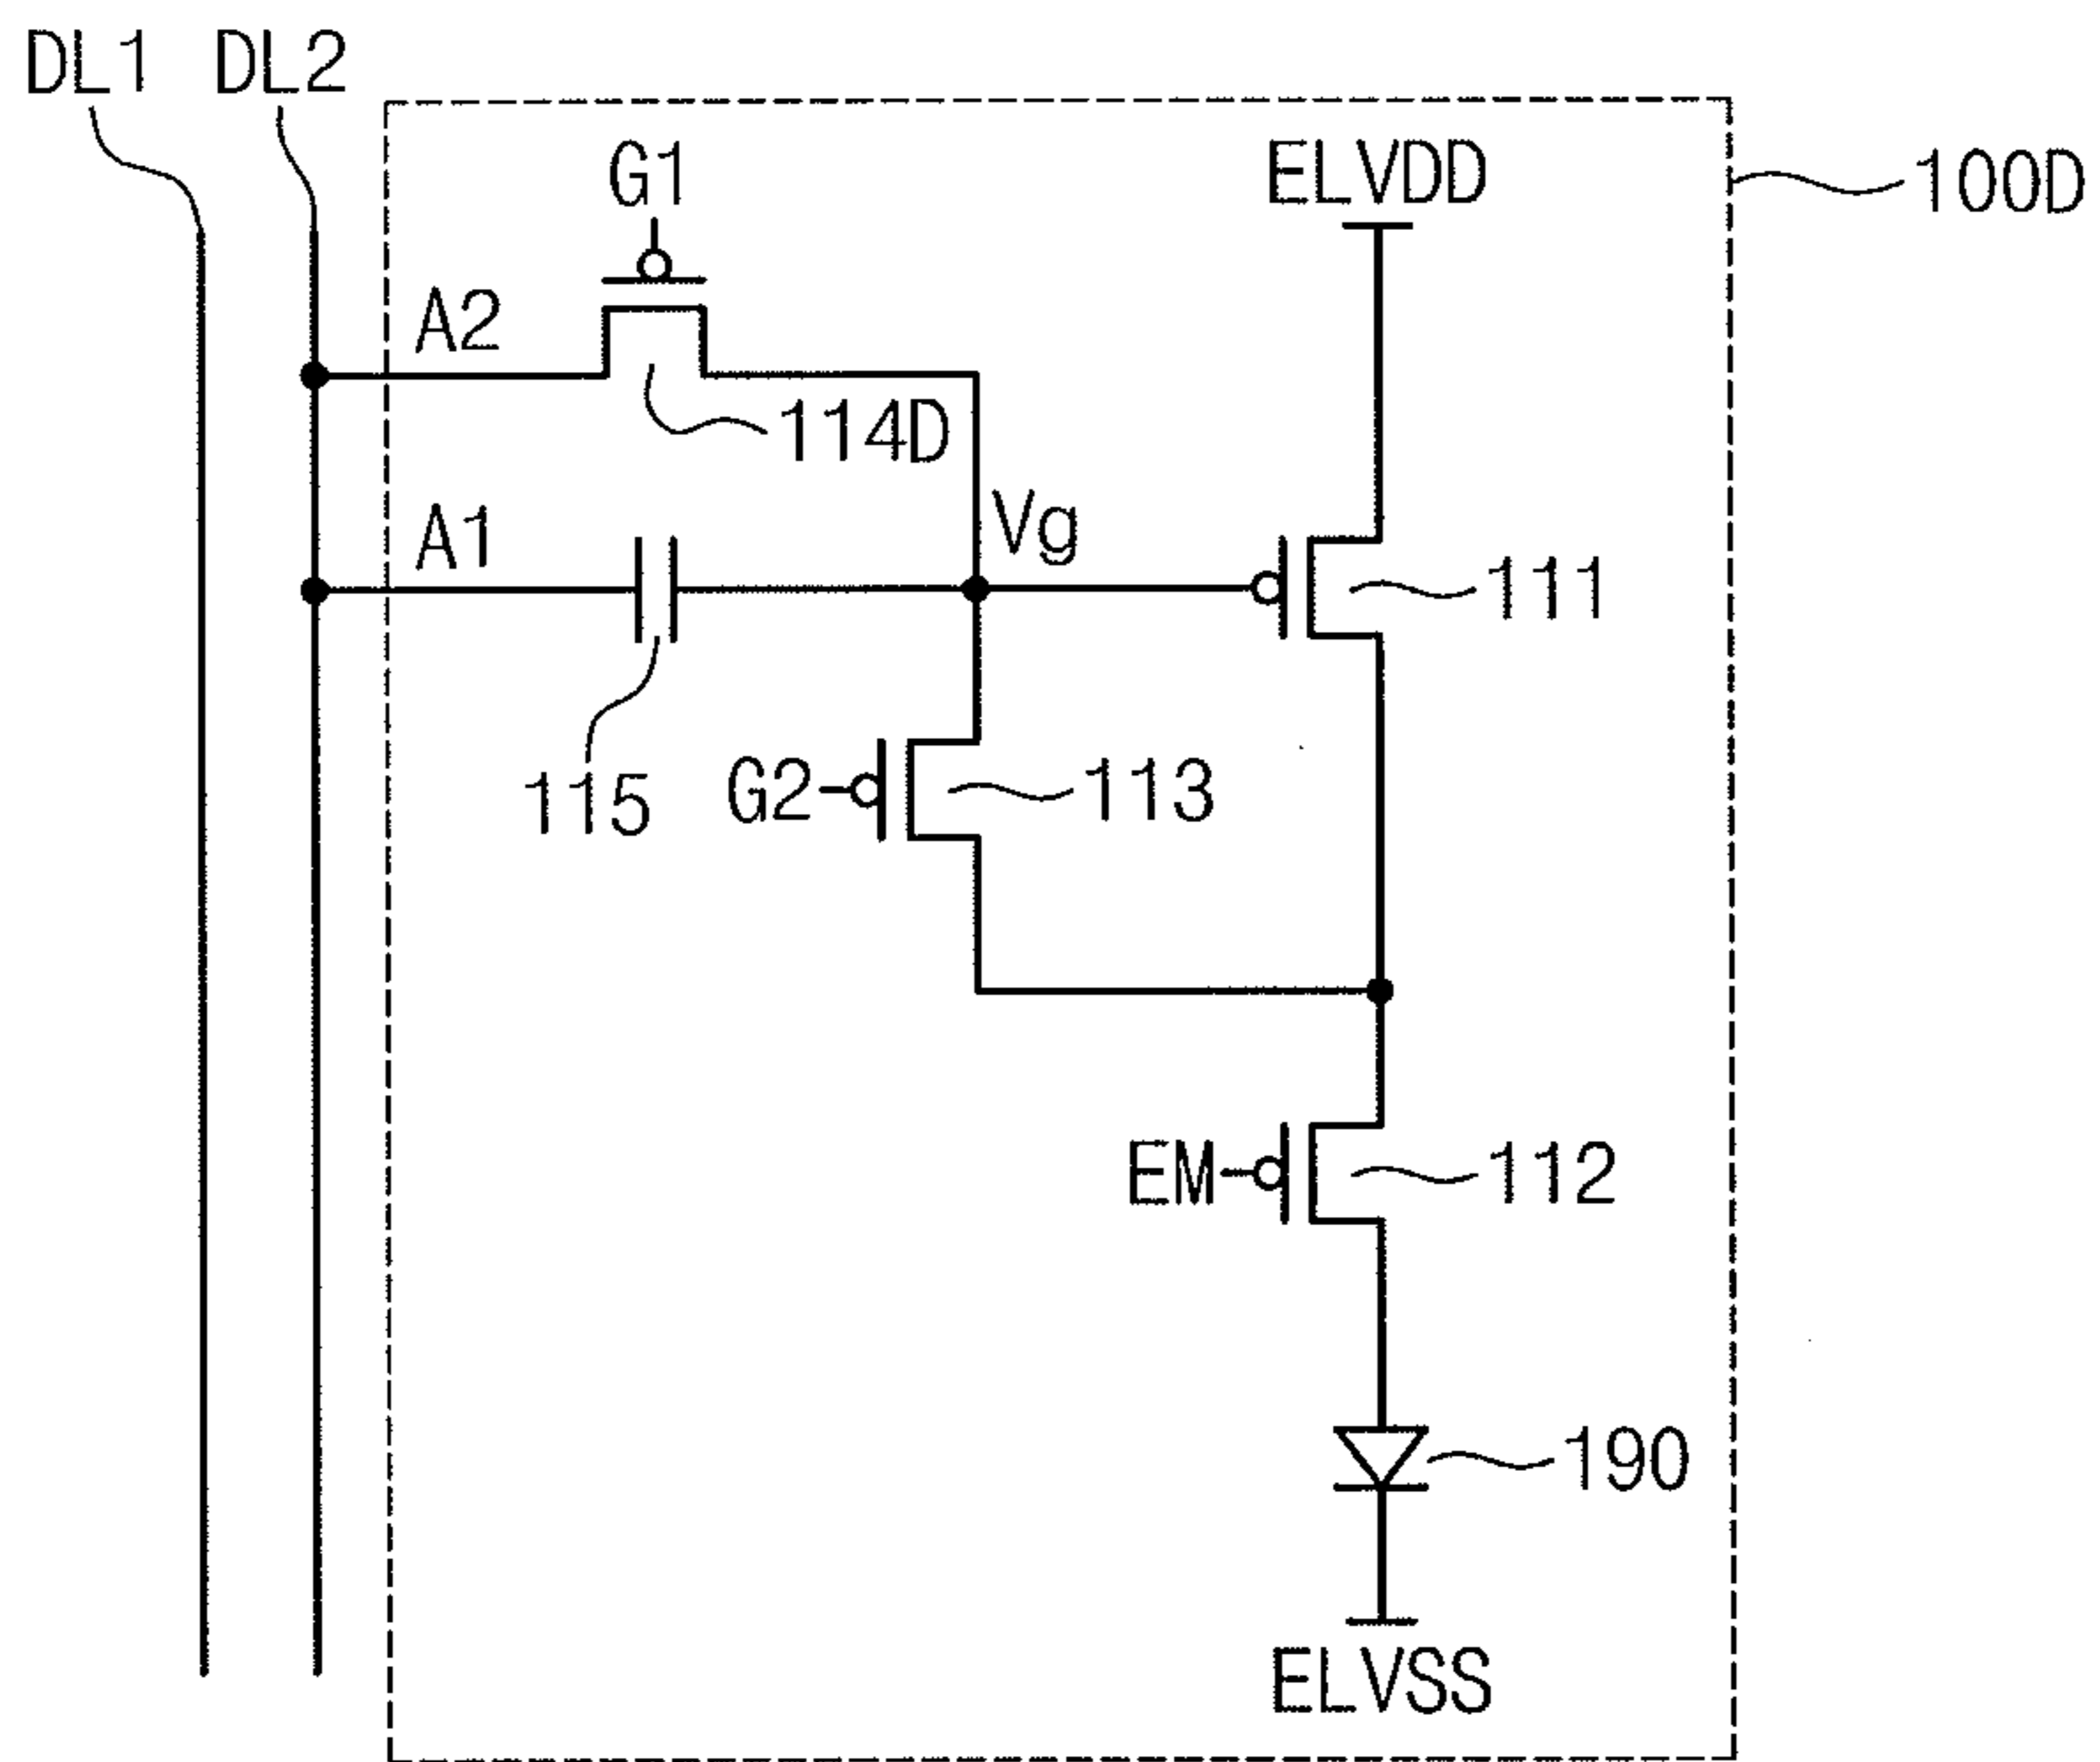 DL1 DL2
G1
ELVDD
100D
A2
114D
A1
Vg
111
115
G2
113
EM
112
190
ELVSS